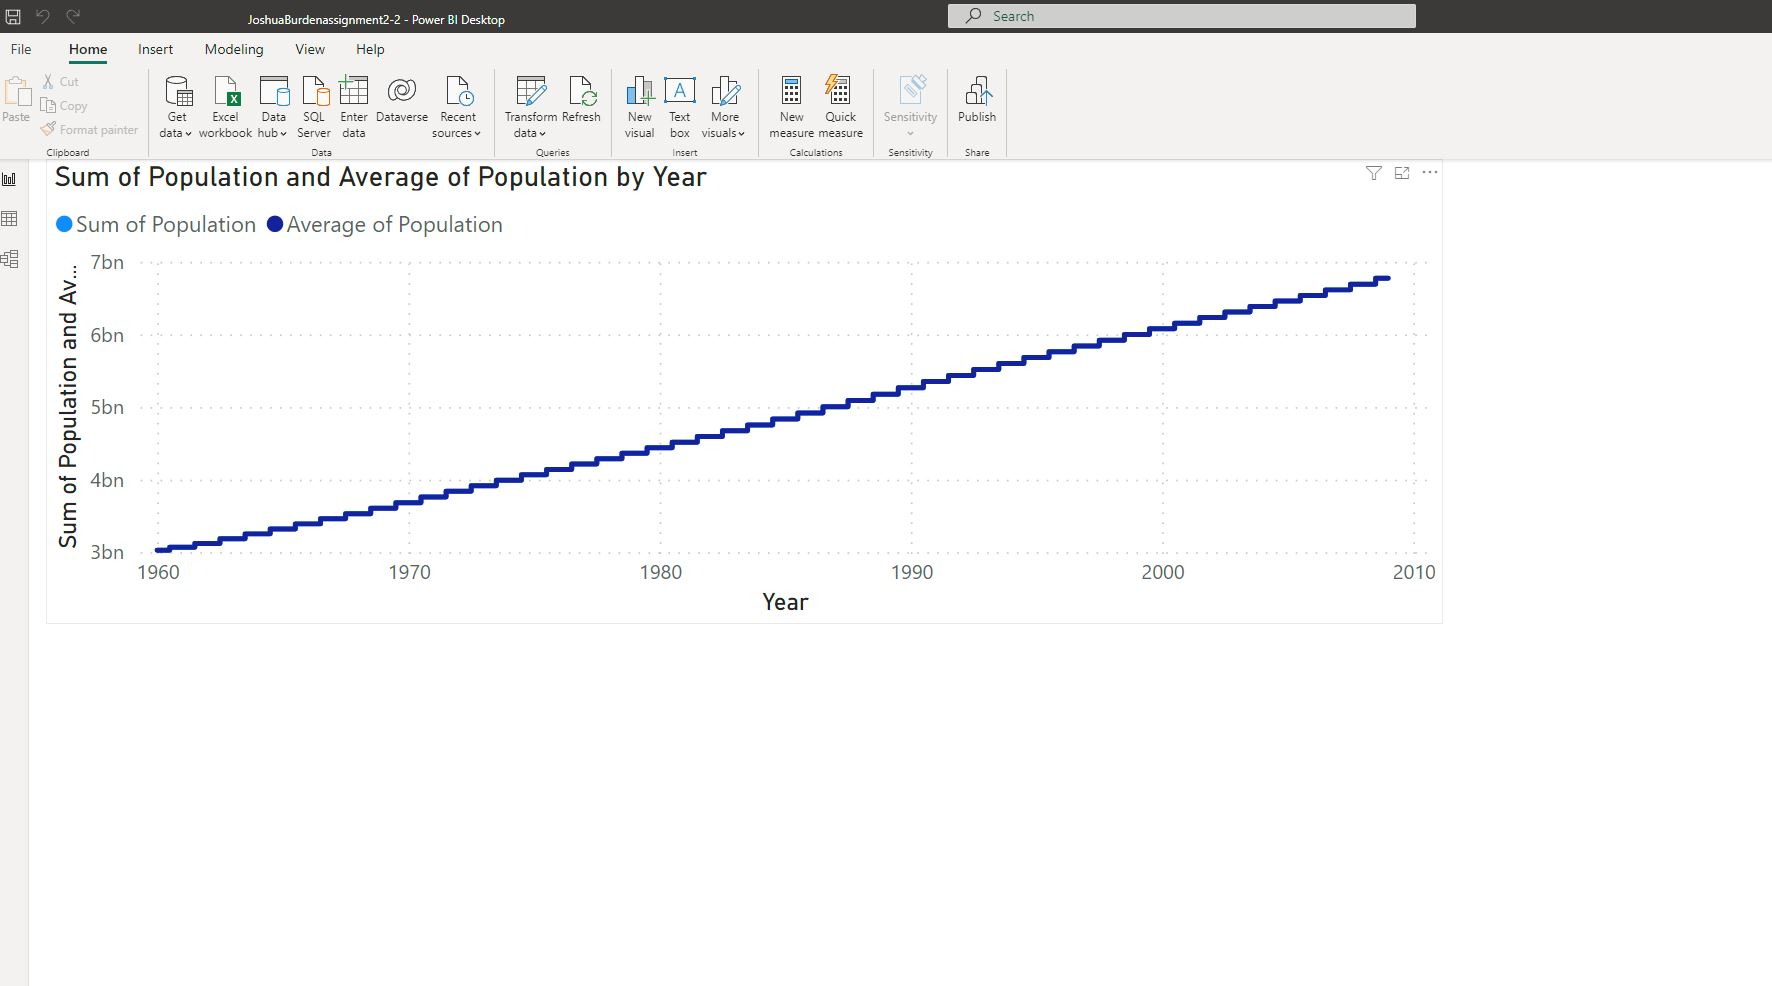 JoshuaBurdenassignment2-2 - Power BI Desktop
Search
File Home Insert Modeling View Help
Paste
Cut
Copy
Format painter
Clipboard
Get data
Excel workbook
Data hub
SQL Server
Enter data
Dataverse
Recent sources
Data
Transform data
Refresh
Queries
New visual
Text box
More visuals
Insert
New measure
Quick measure
Calculations
Sensitivity
Sensitivity
Publish
Share
Sum of Population and Average of Population by Year
Sum of Population Average of Population
Sum of Population and Av...
7bn
6bn
5bn
4bn
3bn
1960 1970 1980 1990 2000 2010
Year